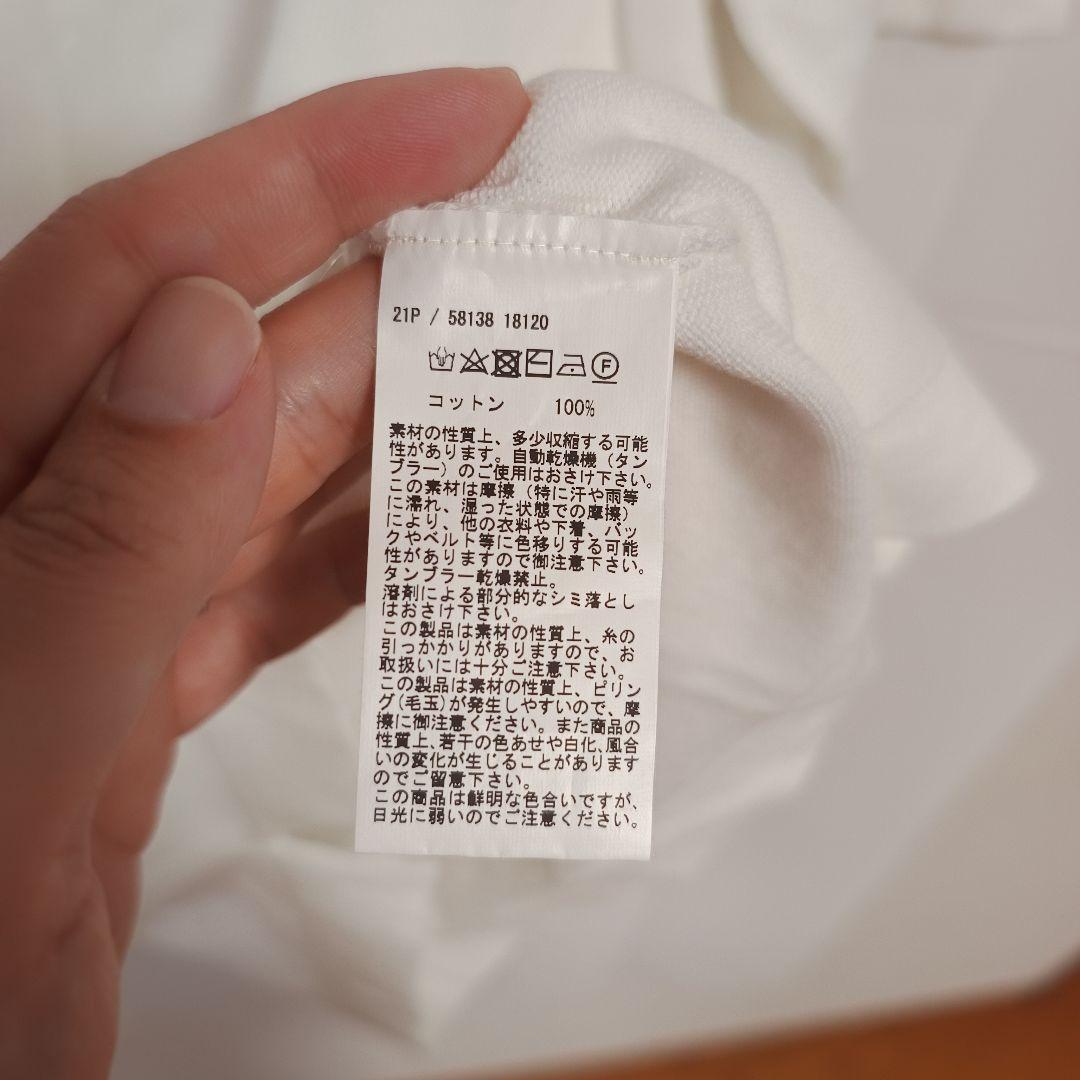 21P / 58138 18120
F
コットン 100%
素材の性質上、多少収縮する可能
性があります。自動乾燥機（タン
ブラー）のご使用はおさけ下さい。
この素材は摩擦（特に汗や雨等
に濡れ、湿った状態での摩擦）
により、他の衣料や下着、バッ
クやベルト等に色移りする可能
性がありますので御注意下さい。
タンブラー乾燥禁止。
溶剤による部分的なシミ落とし
はおさけ下さい。
この製品は素材の性質上、糸の
引っかかりがありますので、お
取扱いには十分ご注意下さい。
この製品は素材の性質上、ピリン
グ(毛玉)が発生しやすいので、摩
擦に御注意ください。また商品の
性質上、若干の色あせや白化、風合
いの変化が生じることがあります
のでご留意下さい。
この商品は鮮明な色合いですが、
日光に弱いのでご注意ください。